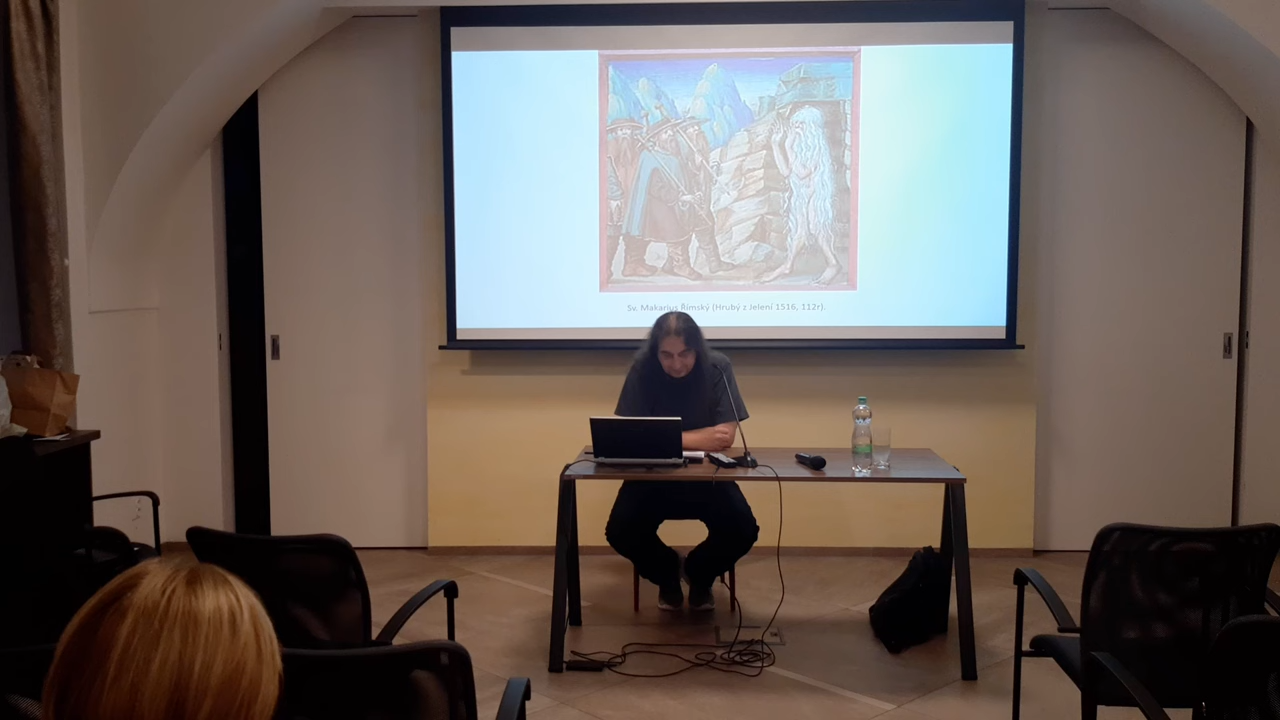 Sv. Makarius Římský (Hrubý z Jelení 1516, 112r).